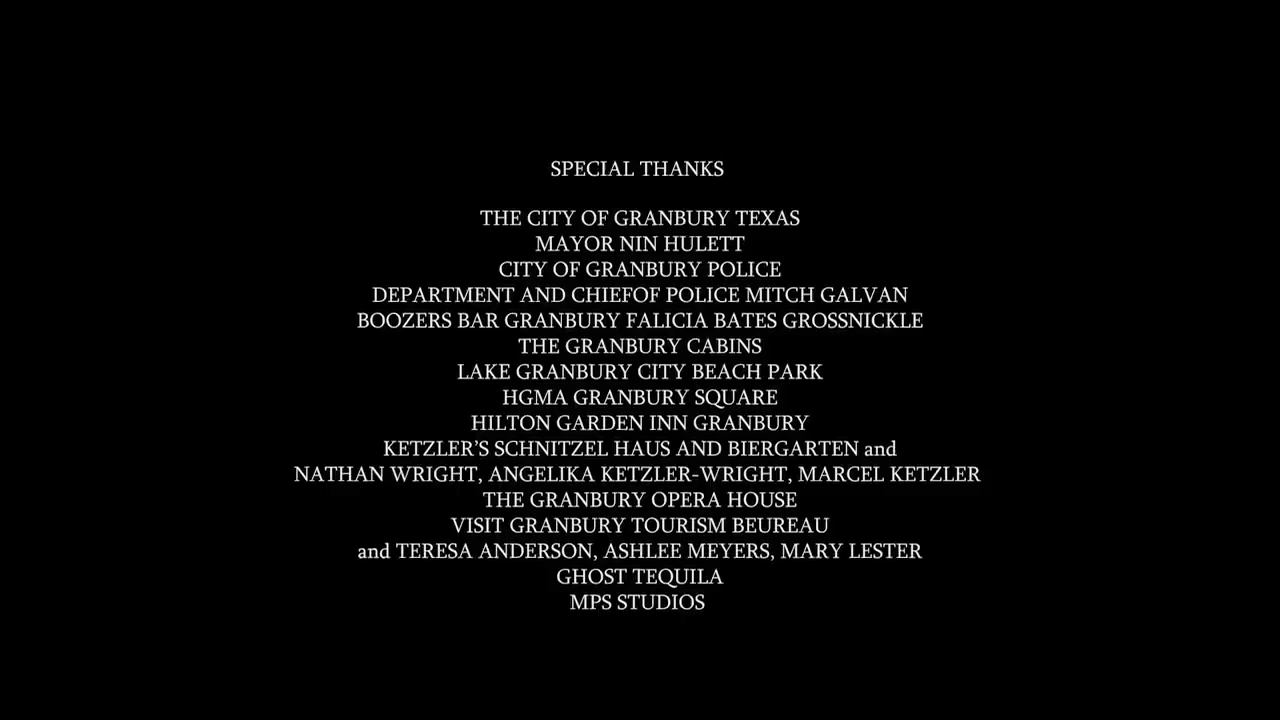 SPECIAL THANKS
THE CITY OF GRANBURY TEXAS
MAYOR NIN HULETT
CITY OF GRANBURY POLICE
DEPARTMENT AND CHIEFOF POLICE MITCH GALVAN
BOOZERS BAR GRANBURY FALICIA BATES GROSSNICKLE
THE GRANBURY CABINS
LAKE GRANBURY CITY BEACH PARK
HGMA GRANBURY SQUARE
HILTON GARDEN INN GRANBURY
KETZLER’S SCHNITZEL HAUS AND BIERGARTEN and
NATHAN WRIGHT, ANGELIKA KETZLER-WRIGHT, MARCEL KETZLER
THE GRANBURY OPERA HOUSE
VISIT GRANBURY TOURISM BEUREAU
and TERESA ANDERSON, ASHLEE MEYERS, MARY LESTER
GHOST TEQUILA
MPS STUDIOS